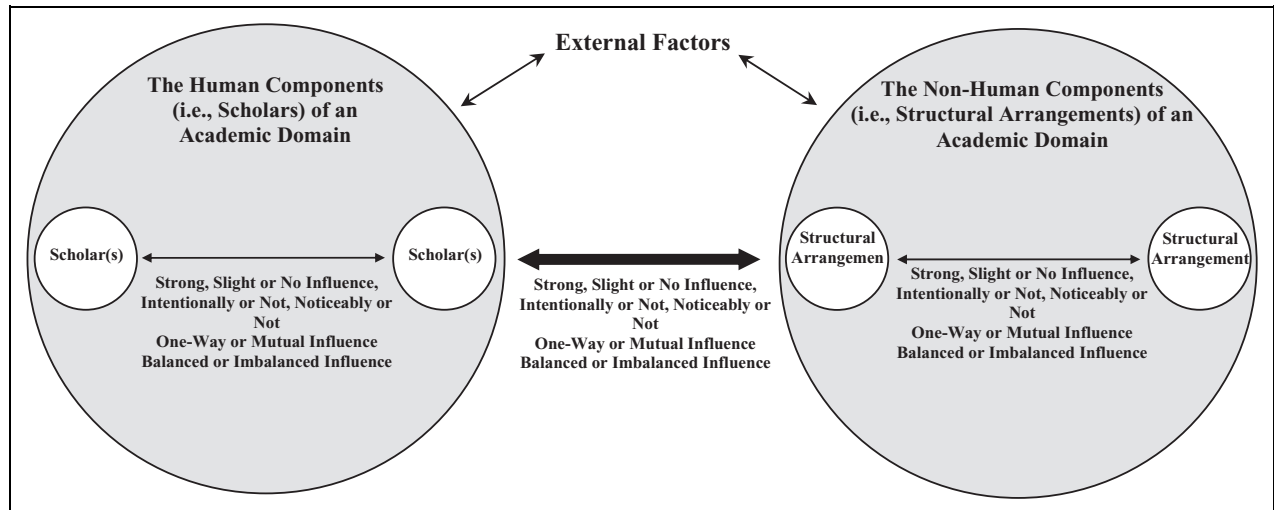 External Factors
The Human Components
(i.e., Scholars) of an
Academic Domain
Scholar(s)
Scholar(s)
Strong, Slight or No Influence,
Intentionally or Not, Noticeably or
Not
One-Way or Mutual Influence
Balanced or Imbalanced Influence
Strong, Slight or No Influence,
Intentionally or Not, Noticeably or
Not
One-Way or Mutual Influence
Balanced or Imbalanced Influence
The Non-Human Components
(i.e., Structural Arrangements) of an
Academic Domain
Structural
Arrangemen
Structural
Arrangement
Strong, Slight or No Influence,
Intentionally or Not, Noticeably or
Not
One-Way or Mutual Influence
Balanced or Imbalanced Influence